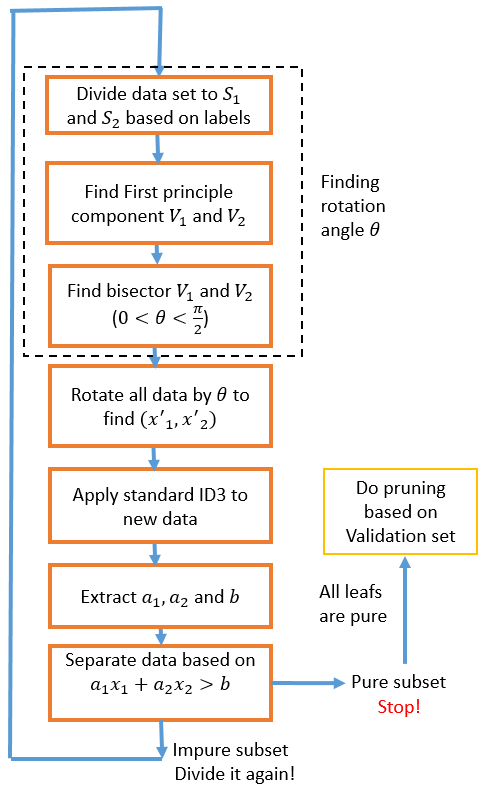 Divide data set to S₁
and S₂ based on labels
Find First principle
component V₁ and V₂
Finding
rotation
angle θ
Find bisector V₁ and V₂
(0 < θ < π/2)
Rotate all data by θ to
find (x′₁, x′₂)
Apply standard ID3 to
new data
Do pruning
based on
Validation set
Extract a₁, a₂ and b
All leafs
are pure
Separate data based on
a₁x₁ + a₂x₂ > b
Pure subset
Stop!
Impure subset
Divide it again!